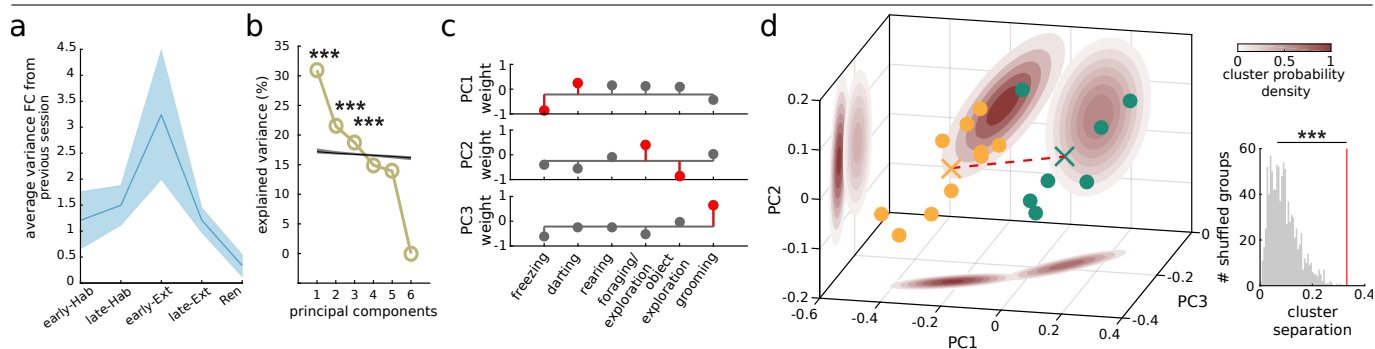 a
average variance FC from
previous session
4.5
4
3.5
3
2.5
2
1.5
1
0.5
0
early-Hab
late-Hab
early-Ext
late-Ext
Ren
b
explained variance (%)
35
30
25
20
15
10
5
0
***
***
***
1 2 3 4 5 6
principal components
c
PC1
weight
1
0
-1
PC2
weight
1
0
-1
PC3
weight
1
0
-1
freezing
darting
rearing
foraging/
exploration
object
exploration
grooming
d
PC2
0.2
0.1
0
-0.1
-0.2
-0.6
-0.4
-0.2
0
0.2
0.4
PC1
-0.4
-0.2
0
PC3
0 0.5 1
cluster probability
density
***
# shuffled groups
60
40
20
0
0 0.2 0.4
cluster
separation